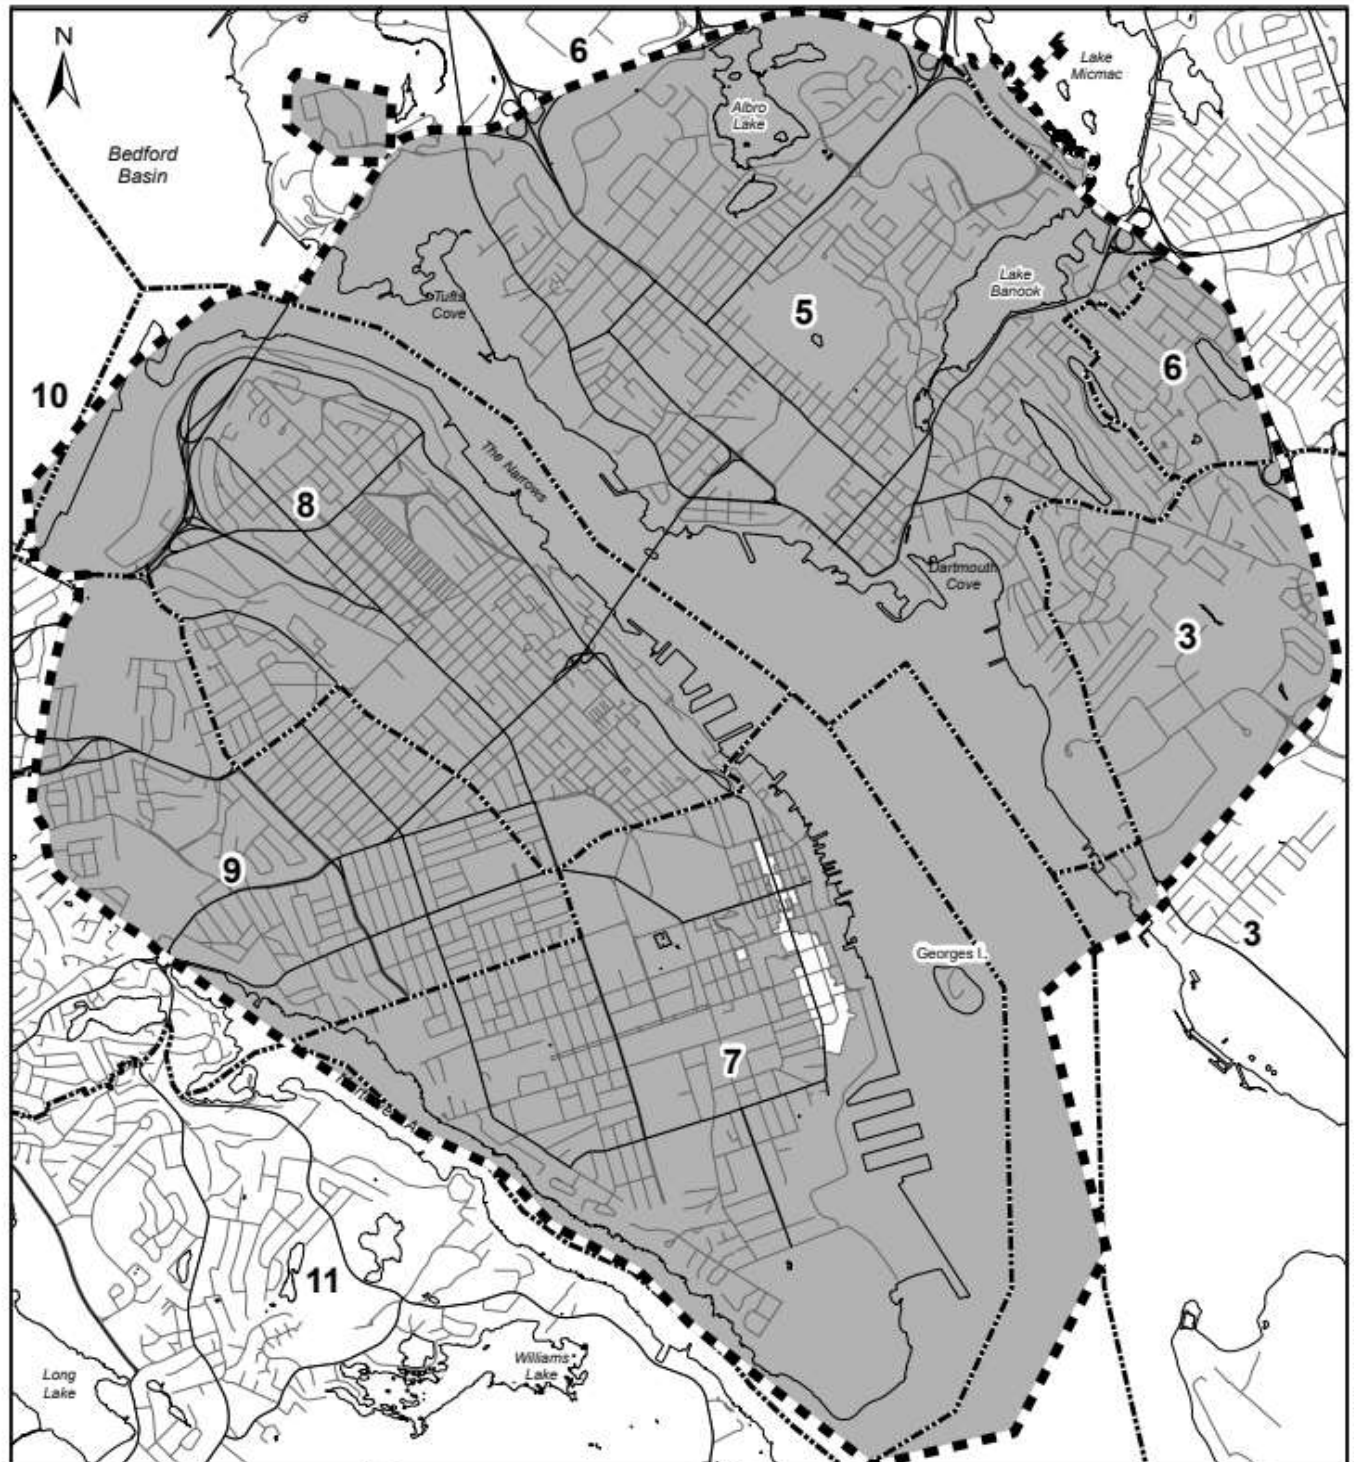 N
6
Lake
Micmac
Albro
Lake
Bedford
Basin
Lake
Banook
Tufts
Cove
5
6
10
The Narrows
8
Dartmouth
Cove
3
9
3
Georges I.
7
11
Williams
Lake
Long
Lake